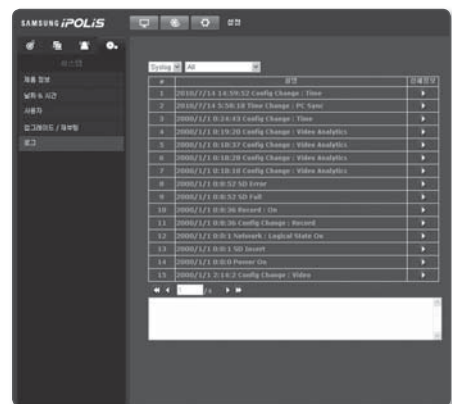 SAMSUNG iPOLiS
설정
시스템
제품 정보
날짜 & 시간
사용자
업그레이드 / 재부팅
로그
Syslog All
# 설명 상세정보
1 2010/7/14 14:59:52 Config Change : Time
2 2010/7/14 5:58:18 Time Change : PC Sync
3 2000/1/1 0:24:43 Config Change : Time
4 2000/1/1 0:19:20 Config Change : Video Analytics
5 2000/1/1 0:18:37 Config Change : Video Analytics
6 2000/1/1 0:18:28 Config Change : Video Analytics
7 2000/1/1 0:18:18 Config Change : Video Analytics
8 2000/1/1 0:8:52 SD Error
9 2000/1/1 0:8:52 SD Full
10 2000/1/1 0:8:36 Record : On
11 2000/1/1 0:8:36 Config Change : Record
12 2000/1/1 0:0:1 Network : Logical State On
13 2000/1/1 0:0:1 SD Insert
14 2000/1/1 0:0:0 Power On
15 2000/1/1 2:14:2 Config Change : Video